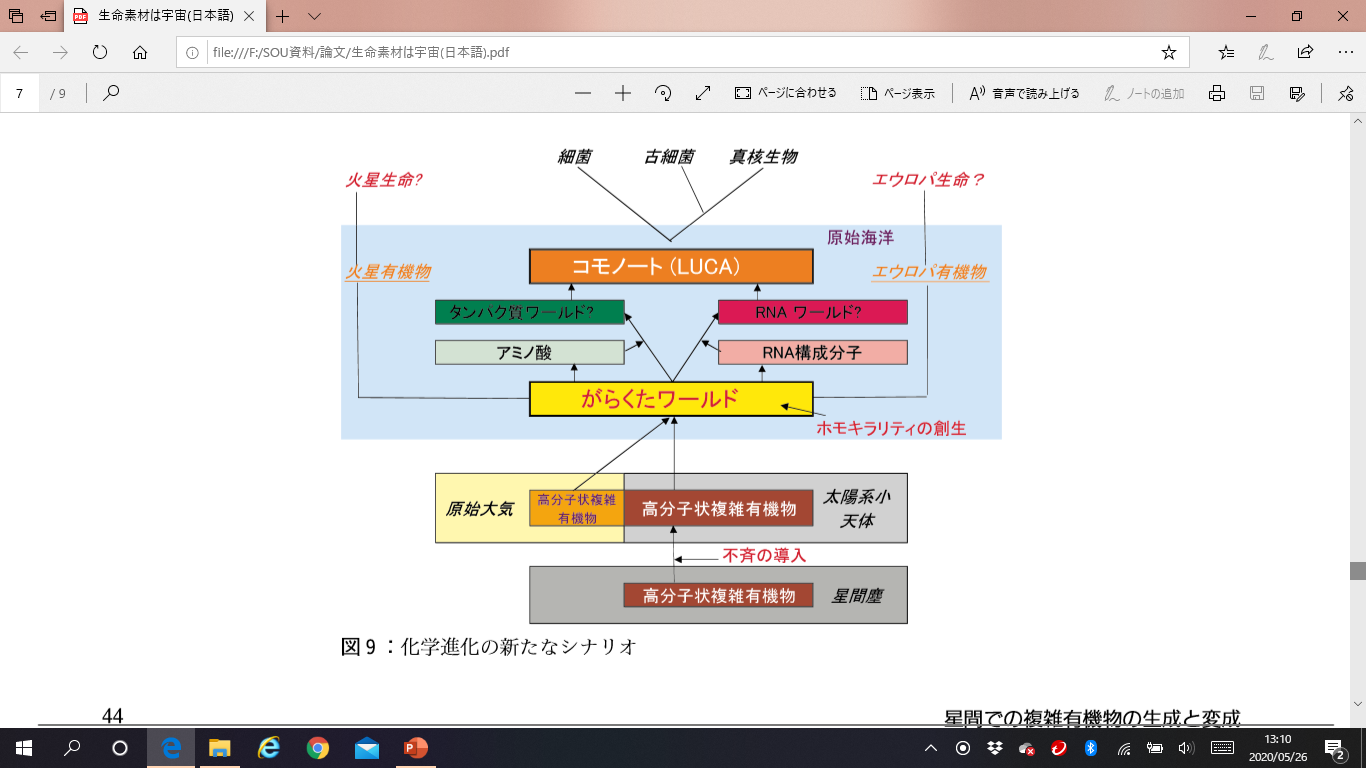 生命素材は宇宙(日本語)
file:///F:/SOU資料/論文/生命素材は宇宙(日本語).pdf
7 / 9
ページに合わせる
ページ表示
音声で読み上げる
ノートの追加
細菌 古細菌 真核生物
火星生命?
エウロパ生命？
原始海洋
コモノート（LUCA）
火星有機物
エウロパ有機物
タンパク質ワールド?
RNA ワールド?
アミノ酸
RNA構成分子
がらくたワールド
ホモキラリティの創生
原始大気
高分子状複雑
有機物
高分子状複雑有機物
太陽系小
天体
不斉の導入
高分子状複雑有機物
星間塵
図９：化学進化の新たなシナリオ
44
星間での複雑有機物の生成と変成
13:10
2020/05/26
2